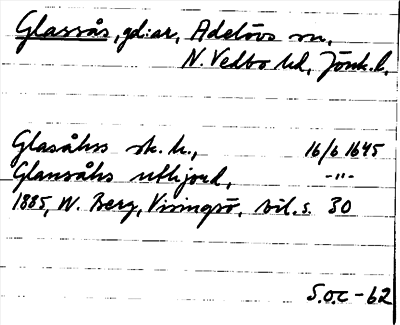 Glassås, gd:ar, Adelövs sn,
N. Vedbo hd, Jönk. l.
Glasåhss sk. h., 16/6 1645
Glansåhs uthjord, -"-
1885, W. Berg, Visingsö, bil. s. 30
S.O.C -62